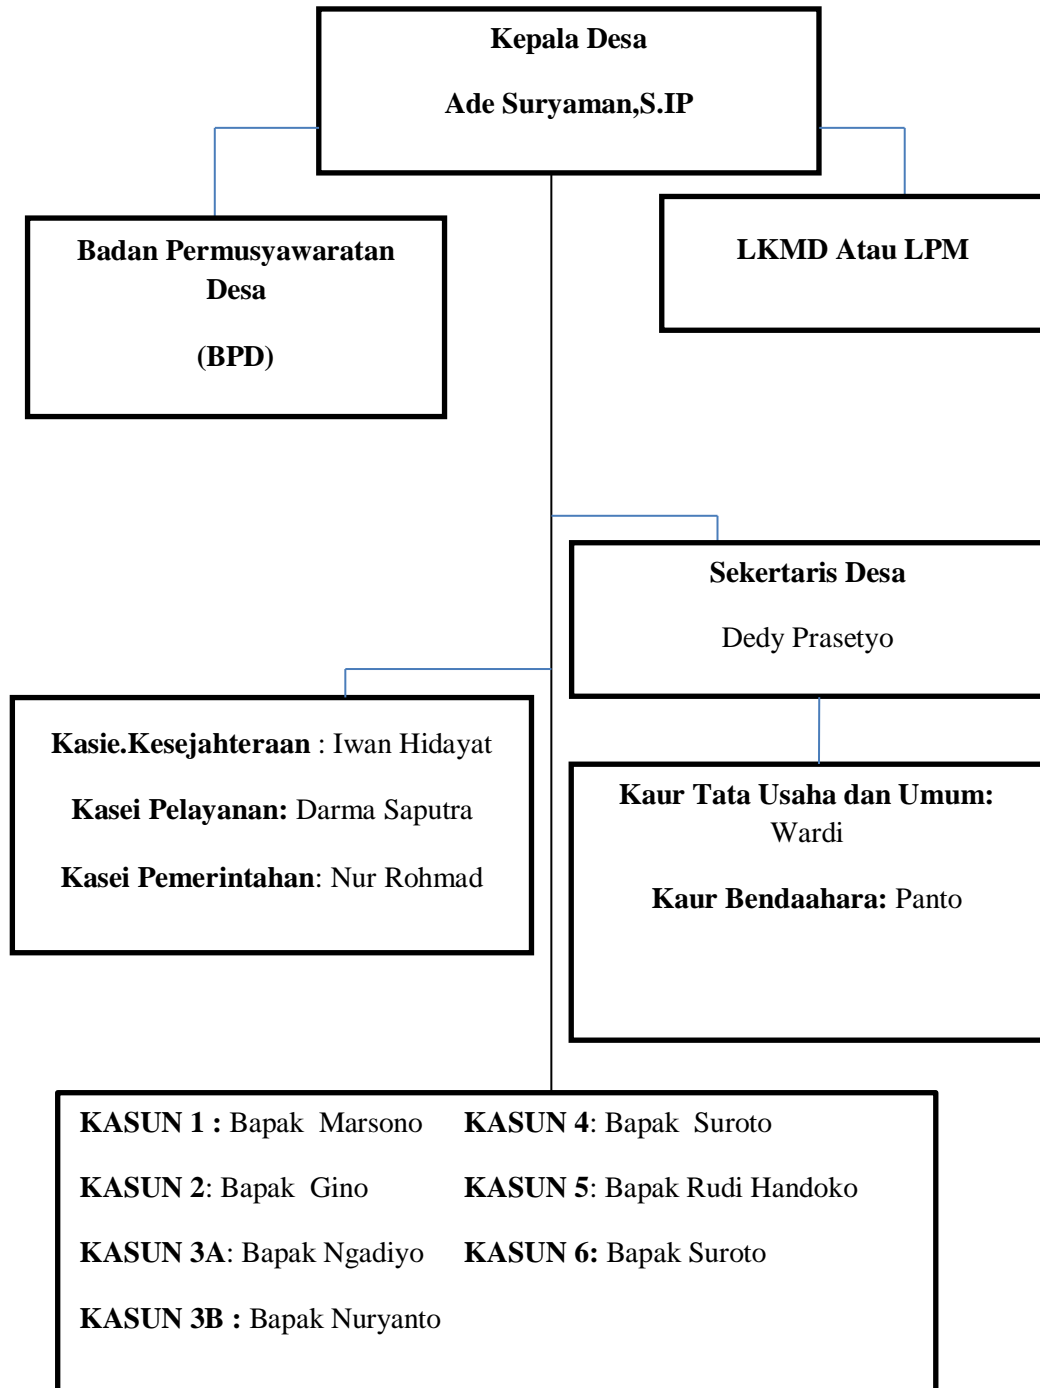 Kepala Desa
Ade Suryaman,S.IP
Badan Permusyawaratan
Desa
(BPD)
LKMD Atau LPM
Sekertaris Desa
Dedy Prasetyo
Kasie.Kesejahteraan : Iwan Hidayat
Kasei Pelayanan: Darma Saputra
Kasei Pemerintahan: Nur Rohmad
Kaur Tata Usaha dan Umum:
Wardi
Kaur Bendaahara: Panto
KASUN 1 : Bapak Marsono KASUN 4: Bapak Suroto
KASUN 2: Bapak Gino KASUN 5: Bapak Rudi Handoko
KASUN 3A: Bapak Ngadiyo KASUN 6: Bapak Suroto
KASUN 3B : Bapak Nuryanto